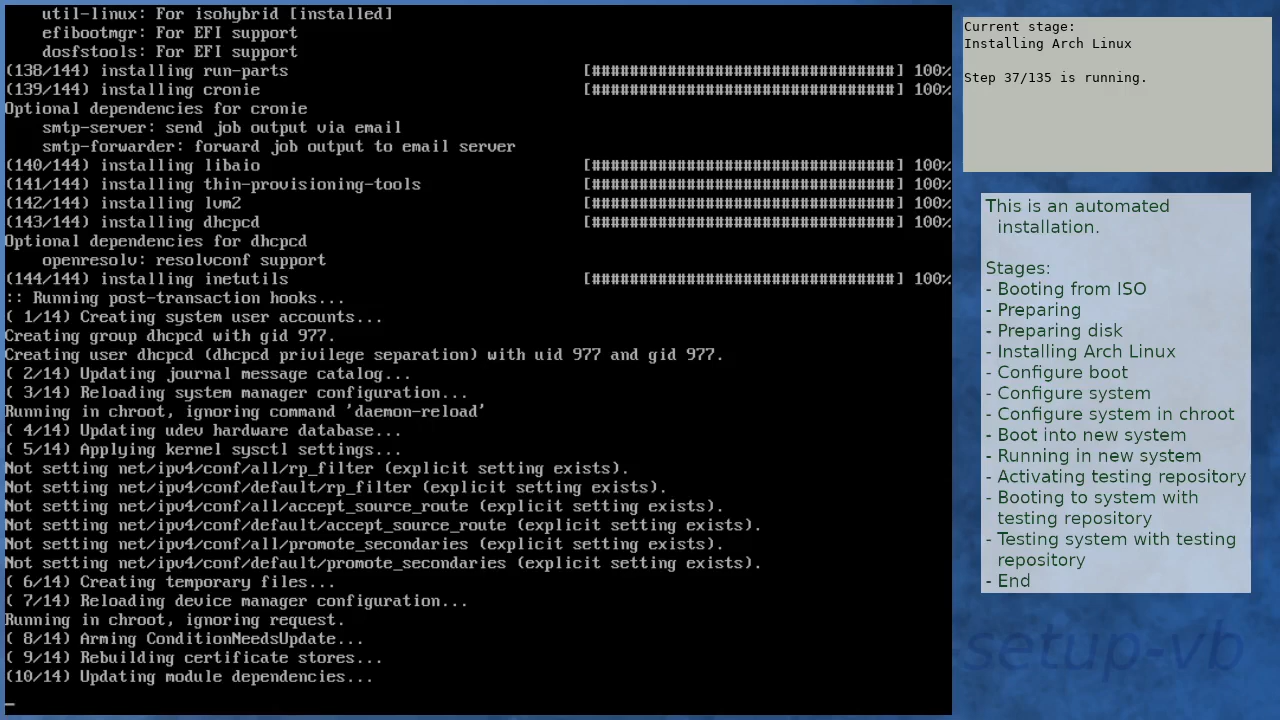 util-linux: For isohybrid [installed]
efibootmgr: For EFI support
dosfstools: For EFI support
(138/144) installing run-parts [################################] 100%
(139/144) installing cronie [################################] 100%
Optional dependencies for cronie
smtp-server: send job output via email
smtp-forwarder: forward job output to email server
(140/144) installing libaio [################################] 100%
(141/144) installing thin-provisioning-tools [################################] 100%
(142/144) installing lvm2 [################################] 100%
(143/144) installing dhcpcd [################################] 100%
Optional dependencies for dhcpcd
openresolv: resolvconf support
(144/144) installing inetutils [################################] 100%
:: Running post-transaction hooks...
( 1/14) Creating system user accounts...
Creating group dhcpcd with gid 977.
Creating user dhcpcd (dhcpcd privilege separation) with uid 977 and gid 977.
( 2/14) Updating journal message catalog...
( 3/14) Reloading system manager configuration...
Running in chroot, ignoring command 'daemon-reload'
( 4/14) Updating udev hardware database...
( 5/14) Applying kernel sysctl settings...
Not setting net/ipv4/conf/all/rp_filter (explicit setting exists).
Not setting net/ipv4/conf/default/rp_filter (explicit setting exists).
Not setting net/ipv4/conf/all/accept_source_route (explicit setting exists).
Not setting net/ipv4/conf/default/accept_source_route (explicit setting exists).
Not setting net/ipv4/conf/all/promote_secondaries (explicit setting exists).
Not setting net/ipv4/conf/default/promote_secondaries (explicit setting exists).
( 6/14) Creating temporary files...
( 7/14) Reloading device manager configuration...
Running in chroot, ignoring request.
( 8/14) Arming ConditionNeedsUpdate...
( 9/14) Rebuilding certificate stores...
(10/14) Updating module dependencies...
_
Current stage:
Installing Arch Linux
Step 37/135 is running.
This is an automated
installation.
Stages:
- Booting from ISO
- Preparing
- Preparing disk
- Installing Arch Linux
- Configure boot
- Configure system
- Configure system in chroot
- Boot into new system
- Running in new system
- Activating testing repository
- Booting to system with
testing repository
- Testing system with testing
repository
- End
setup-vb